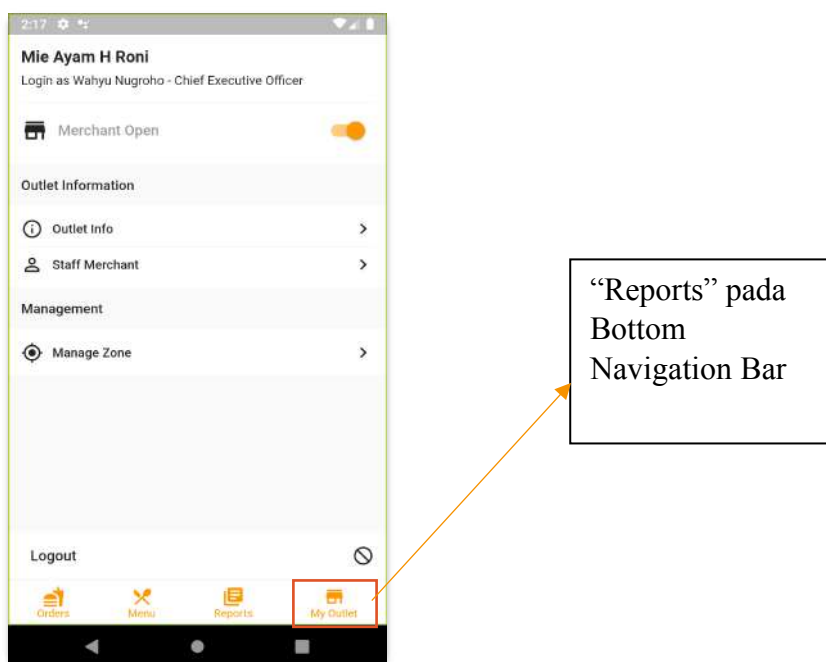 2:17
Mie Ayam H Roni
Login as Wahyu Nugroho - Chief Executive Officer
Merchant Open
Outlet Information
Outlet Info
Staff Merchant
Management
Manage Zone
Logout
Orders Menu Reports My Outlet
“Reports” pada
Bottom
Navigation Bar